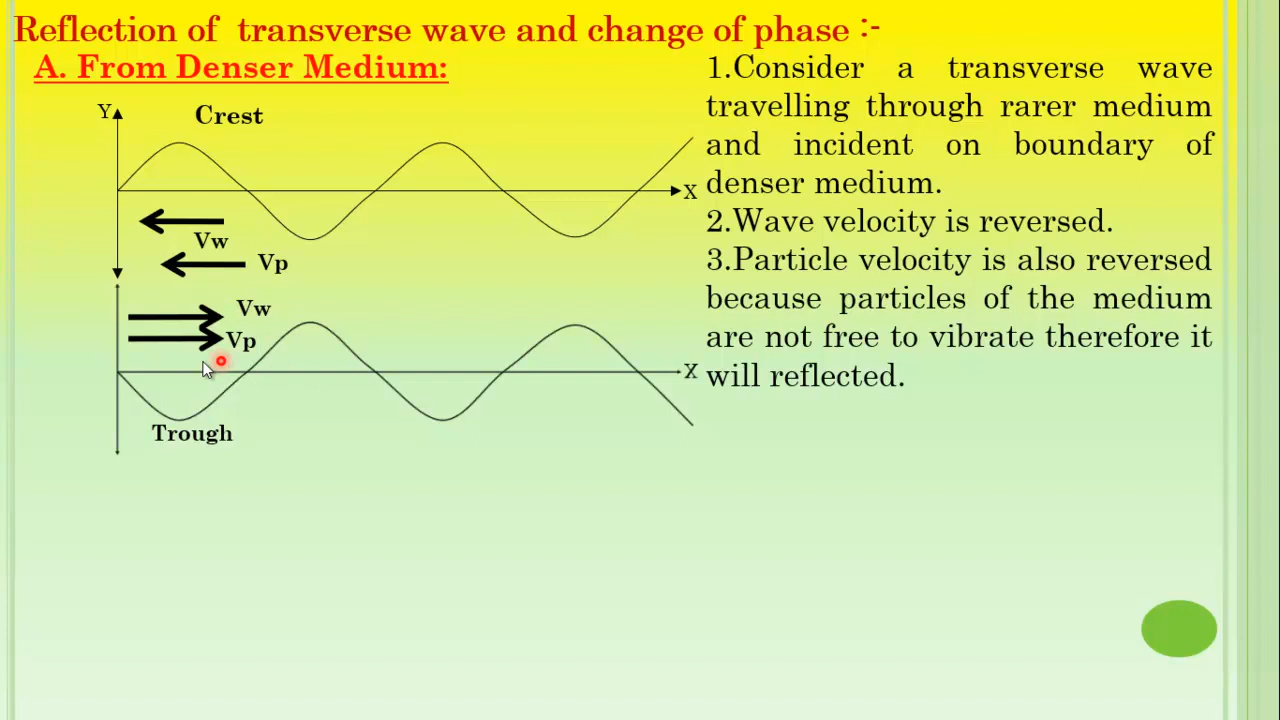 Reflection of transverse wave and change of phase :-
A. From Denser Medium:
Y
Crest
X
Vw
Vp
Vw
Vp
X
Trough
1.Consider a transverse wave
travelling through rarer medium
and incident on boundary of
denser medium.
2.Wave velocity is reversed.
3.Particle velocity is also reversed
because particles of the medium
are not free to vibrate therefore it
will reflected.